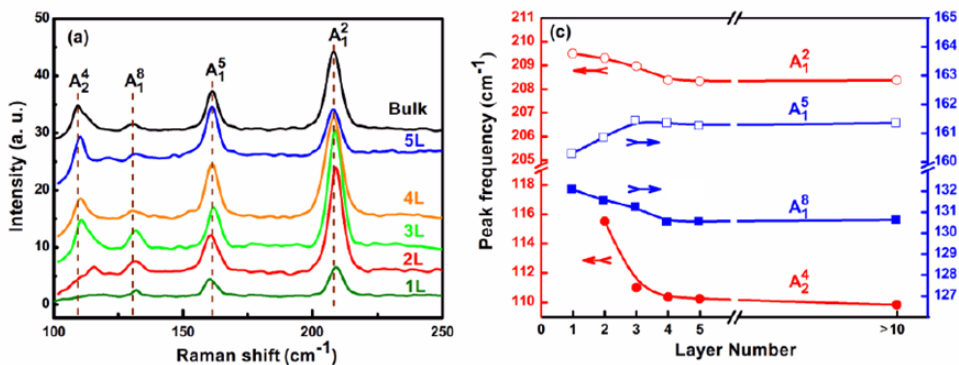 (a)
Intensity (a. u.)
50
40
30
20
10
0
A₂⁴
A₁⁸
A₁⁵
A₁²
Bulk
5L
4L
3L
2L
1L
100
150
200
250
Raman shift (cm⁻¹)
(c)
Peak frequency (cm⁻¹)
211
210
209
208
207
206
205
118
116
114
112
110
165
164
163
162
161
160
132
131
130
129
128
127
A₁²
A₁⁵
A₁⁸
A₂⁴
0
1
2
3
4
5
>10
Layer Number